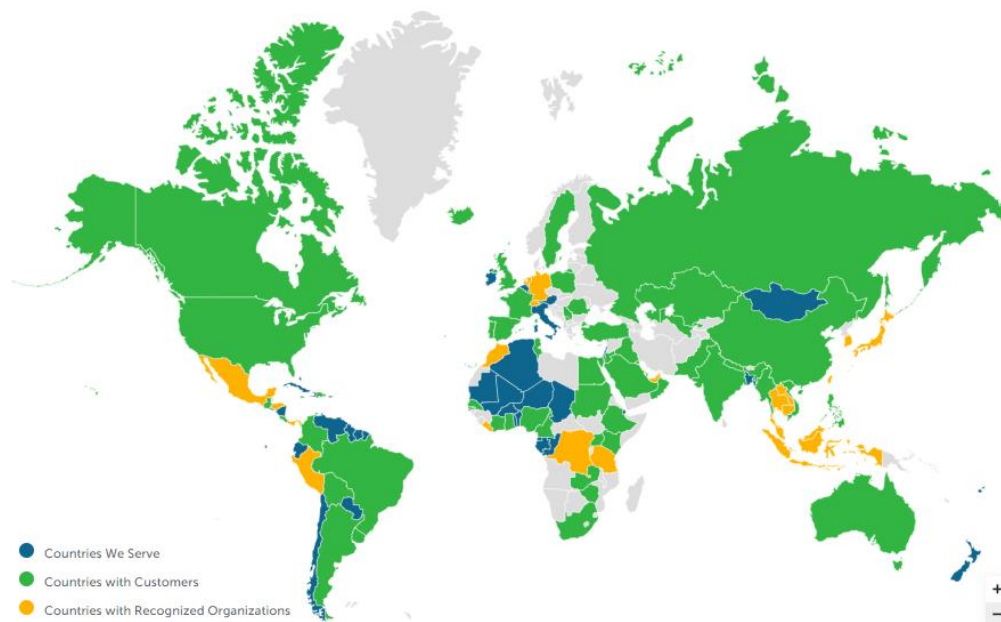 Countries We Serve
Countries with Customers
Countries with Recognized Organizations
+
−